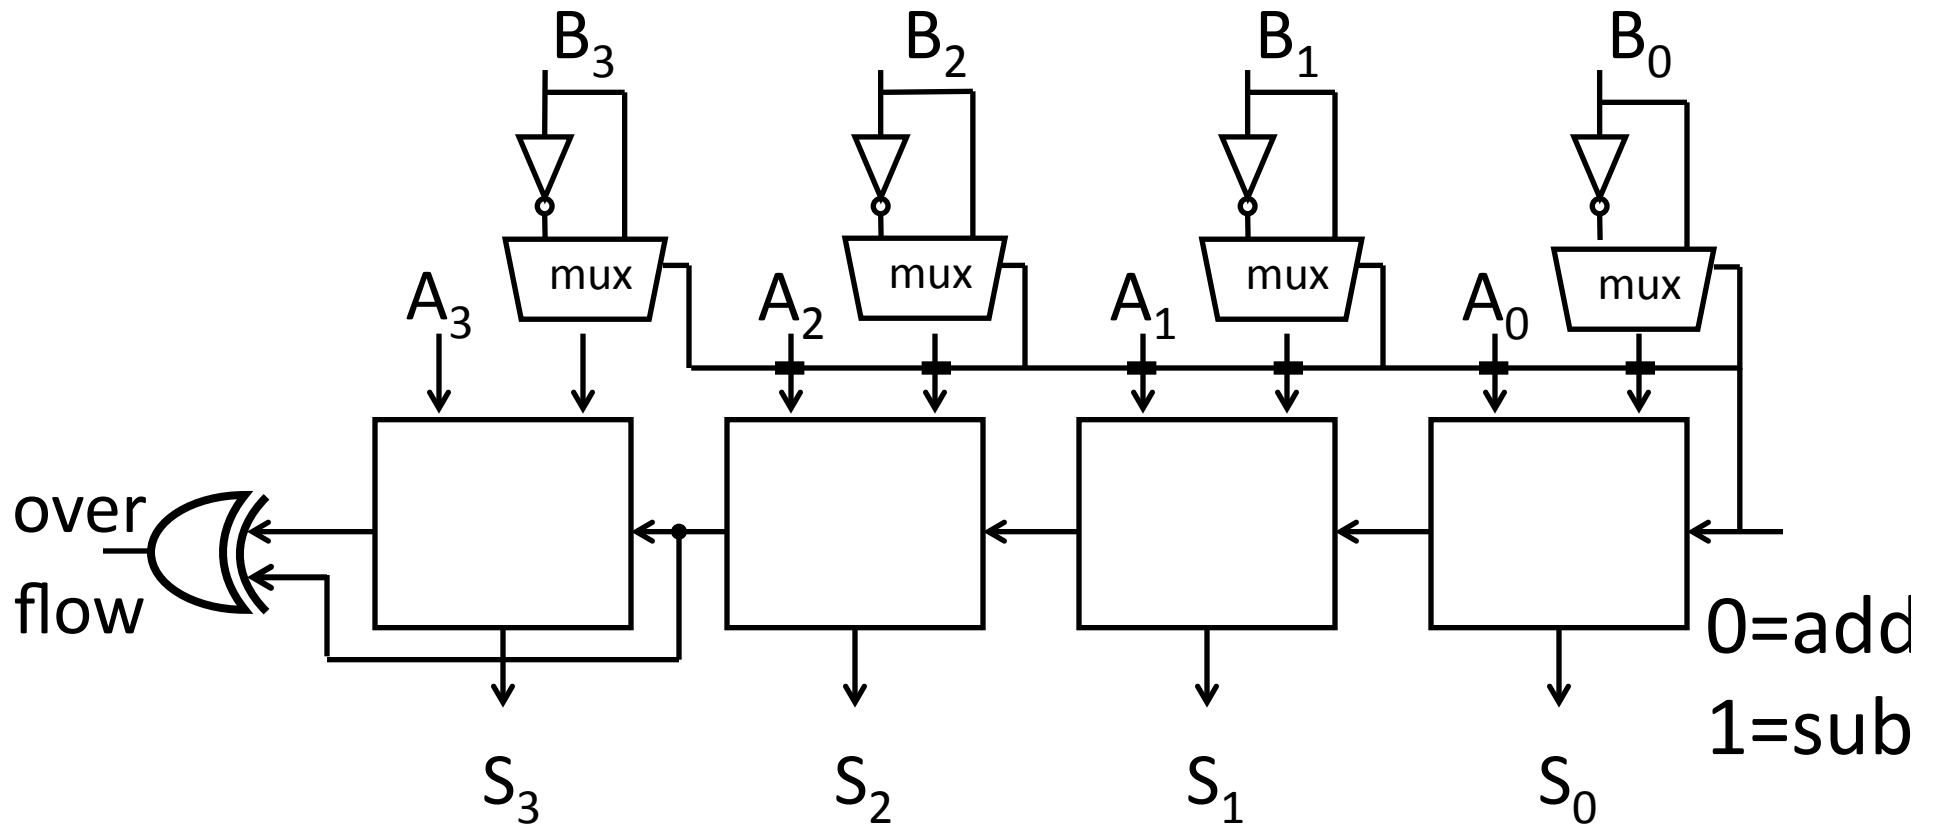 B₃ B₂ B₁ B₀
mux mux mux mux
A₃ A₂ A₁ A₀
over
flow
0=add
1=sub
S₃ S₂ S₁ S₀